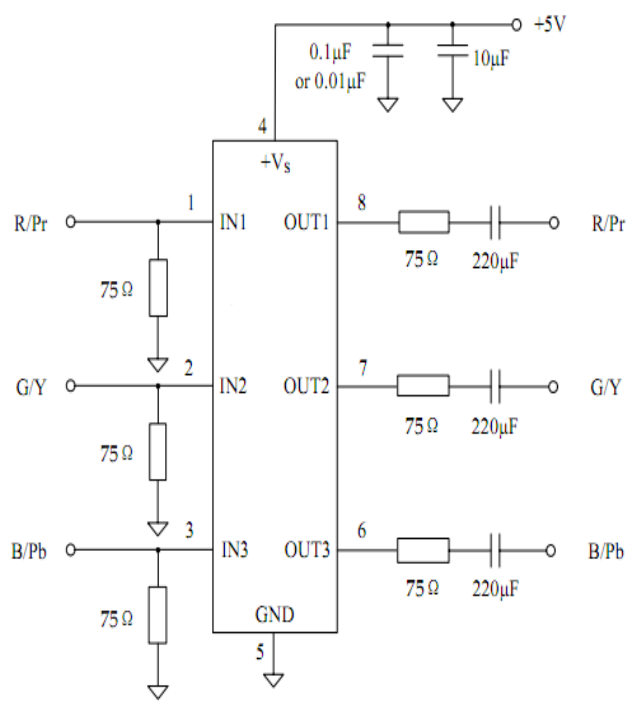 +5V
0.1μF
or 0.01μF
10μF
4
+Vs
R/Pr
1
IN1
OUT1
8
R/Pr
75Ω
75Ω
220μF
G/Y
2
IN2
OUT2
7
G/Y
75Ω
75Ω
220μF
B/Pb
3
IN3
OUT3
6
B/Pb
75Ω
75Ω
220μF
GND
5